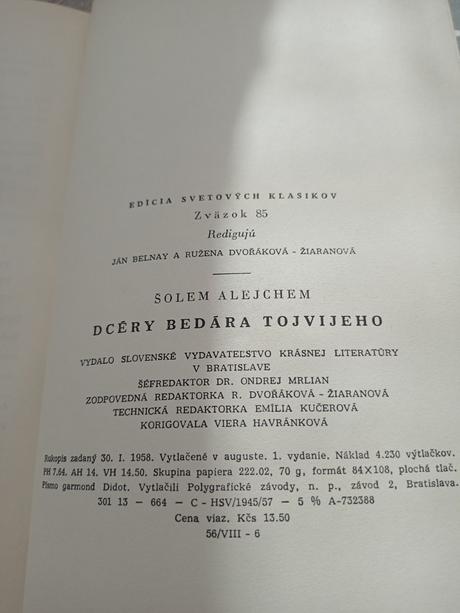 EDÍCIA SVETOVÝCH KLASIKOV
Zväzok 85
Redigujú
JÁN BELNAY A RUŽENA DVOŘÁKOVÁ - ŽIARANOVÁ
ŠOLEM ALEJCHEM
DCÉRY BEDÁRA TOJVIJEHO
VYDALO SLOVENSKÉ VYDAVATEĽSTVO KRÁSNEJ LITERATÚRY
V BRATISLAVE
ŠÉFREDAKTOR DR. ONDREJ MRLIAN
ZODPOVEDNÁ REDAKTORKA R. DVOŘÁKOVÁ - ŽIARANOVÁ
TECHNICKÁ REDAKTORKA EMÍLIA KUČEROVÁ
KORIGOVALA VIERA HAVRÁNKOVÁ
Rukopis zadaný 30. I. 1958. Vytlačené v auguste. 1. vydanie. Náklad 4.230 výtlačkov.
PH 7.64. AH 14. VH 14.50. Skupina papiera 222.02, 70 g, formát 84×108, plochá tlač.
Písmo garmond Didot. Vytlačili Polygrafické závody, n. p., závod 2, Bratislava.
301 13 - 664 - C - HSV/1945/57 - 5 % A-732388
Cena viaz. Kčs 13.50
56/VIII - 6